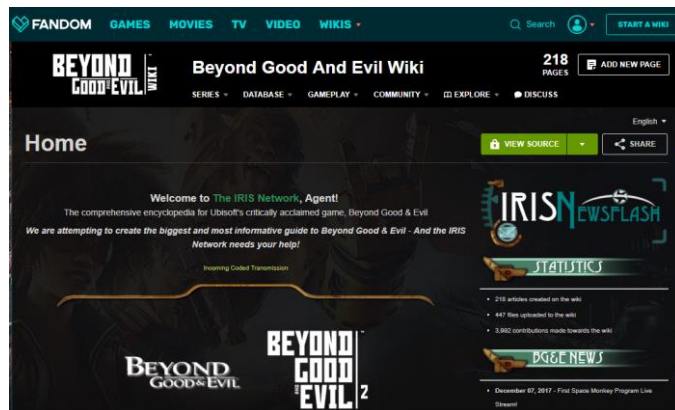 FANDOM GAMES MOVIES TV VIDEO WIKIS Search START A WIKI
BEYOND GOOD AND EVIL WIKI
Beyond Good And Evil Wiki
218 PAGES
ADD NEW PAGE
SERIES DATABASE GAMEPLAY COMMUNITY EXPLORE DISCUSS
English
Home
VIEW SOURCE
SHARE
Welcome to The IRIS Network, Agent!
The comprehensive encyclopedia for Ubisoft's critically acclaimed game, Beyond Good & Evil
We are attempting to create the biggest and most informative guide to Beyond Good & Evil - And the IRIS
Network needs your help!
Incoming Coded Transmission
BEYOND
GOOD & EVIL
BEYOND
GOOD
AND EVIL 2
IRIS NEWSFLASH
STATISTICS
218 articles created on the wiki
447 files uploaded to the wiki
3,982 contributions made towards the wiki
BG&E NEWS
December 07, 2017 - First Space Monkey Program Live
Stream!